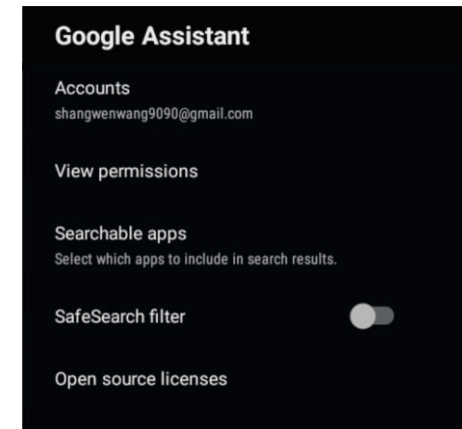 Google Assistant
Accounts
shangwenwang9090@gmail.com
View permissions
Searchable apps
Select which apps to include in search results.
SafeSearch filter
Open source licenses